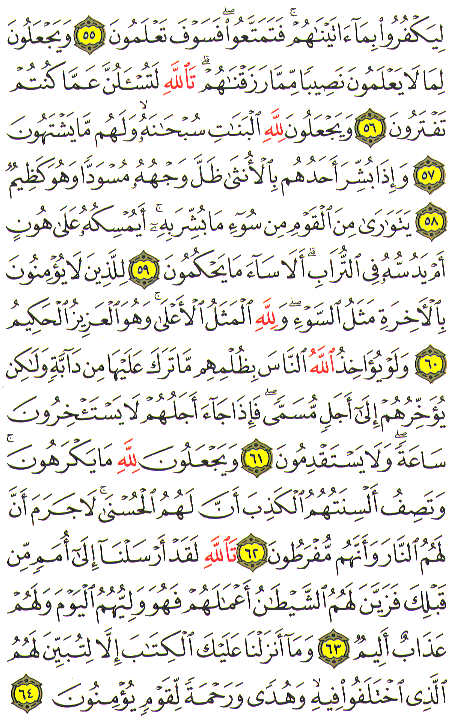 لِيَكْفُرُوا۟ بِمَآ ءَاتَيْنَٰهُمْ ۚ فَتَمَتَّعُوا۟ ۖ فَسَوْفَ تَعْلَمُونَ ٥٥ وَيَجْعَلُونَ
لِمَا لَا يَعْلَمُونَ نَصِيبًا مِّمَّا رَزَقْنَٰهُمْ ۗ تَٱللَّهِ لَتُسْـَٔلُنَّ عَمَّا كُنتُمْ
تَفْتَرُونَ ٥٦ وَيَجْعَلُونَ لِلَّهِ ٱلْبَنَٰتِ سُبْحَٰنَهُۥ ۙ وَلَهُم مَّا يَشْتَهُونَ
٥٧ وَإِذَا بُشِّرَ أَحَدُهُم بِٱلْأُنثَىٰ ظَلَّ وَجْهُهُۥ مُسْوَدًّا وَهُوَ كَظِيمٌ
٥٨ يَتَوَٰرَىٰ مِنَ ٱلْقَوْمِ مِن سُوٓءِ مَا بُشِّرَ بِهِۦٓ ۚ أَيُمْسِكُهُۥ عَلَىٰ هُونٍ
أَمْ يَدُسُّهُۥ فِى ٱلتُّرَابِ ۗ أَلَا سَآءَ مَا يَحْكُمُونَ ٥٩ لِلَّذِينَ لَا يُؤْمِنُونَ
بِٱلْـَٔاخِرَةِ مَثَلُ ٱلسَّوْءِ ۖ وَلِلَّهِ ٱلْمَثَلُ ٱلْأَعْلَىٰ ۚ وَهُوَ ٱلْعَزِيزُ ٱلْحَكِيمُ
٦٠ وَلَوْ يُؤَاخِذُ ٱللَّهُ ٱلنَّاسَ بِظُلْمِهِم مَّا تَرَكَ عَلَيْهَا مِن دَآبَّةٍ وَلَٰكِن
يُؤَخِّرُهُمْ إِلَىٰٓ أَجَلٍ مُّسَمًّى ۖ فَإِذَا جَآءَ أَجَلُهُمْ لَا يَسْتَـْٔخِرُونَ
سَاعَةً ۖ وَلَا يَسْتَقْدِمُونَ ٦١ وَيَجْعَلُونَ لِلَّهِ مَا يَكْرَهُونَ ۚ
وَتَصِفُ أَلْسِنَتُهُمُ ٱلْكَذِبَ أَنَّ لَهُمُ ٱلْحُسْنَىٰ ۖ لَا جَرَمَ أَنَّ
لَهُمُ ٱلنَّارَ وَأَنَّهُم مُّفْرَطُونَ ٦٢ تَٱللَّهِ لَقَدْ أَرْسَلْنَآ إِلَىٰٓ أُمَمٍ مِّن
قَبْلِكَ فَزَيَّنَ لَهُمُ ٱلشَّيْطَٰنُ أَعْمَٰلَهُمْ فَهُوَ وَلِيُّهُمُ ٱلْيَوْمَ وَلَهُمْ
عَذَابٌ أَلِيمٌ ٦٣ وَمَآ أَنزَلْنَا عَلَيْكَ ٱلْكِتَٰبَ إِلَّا لِتُبَيِّنَ لَهُمُ
ٱلَّذِى ٱخْتَلَفُوا۟ فِيهِ ۙ وَهُدًى وَرَحْمَةً لِّقَوْمٍ يُؤْمِنُونَ ٦٤